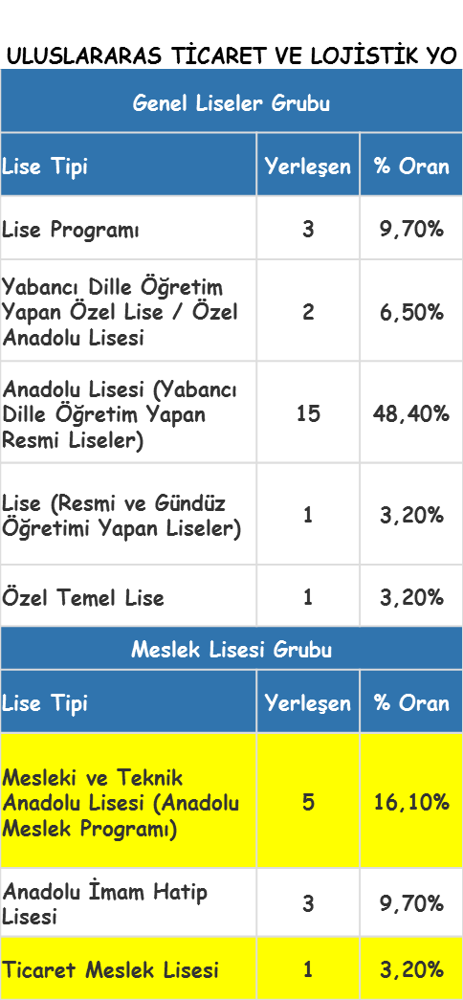 ULUSLARARAS TİCARET VE LOJİSTİK YO
Genel Liseler Grubu
Lise Tipi Yerleşen % Oran
Lise Programı 3 9,70%
Yabancı Dille Öğretim
Yapan Özel Lise / Özel 2 6,50%
Anadolu Lisesi
Anadolu Lisesi (Yabancı
Dille Öğretim Yapan 15 48,40%
Resmi Liseler)
Lise (Resmi ve Gündüz
Öğretimi Yapan Liseler) 1 3,20%
Özel Temel Lise 1 3,20%
Meslek Lisesi Grubu
Lise Tipi Yerleşen % Oran
Mesleki ve Teknik
Anadolu Lisesi (Anadolu 5 16,10%
Meslek Programı)
Anadolu İmam Hatip
Lisesi 3 9,70%
Ticaret Meslek Lisesi 1 3,20%